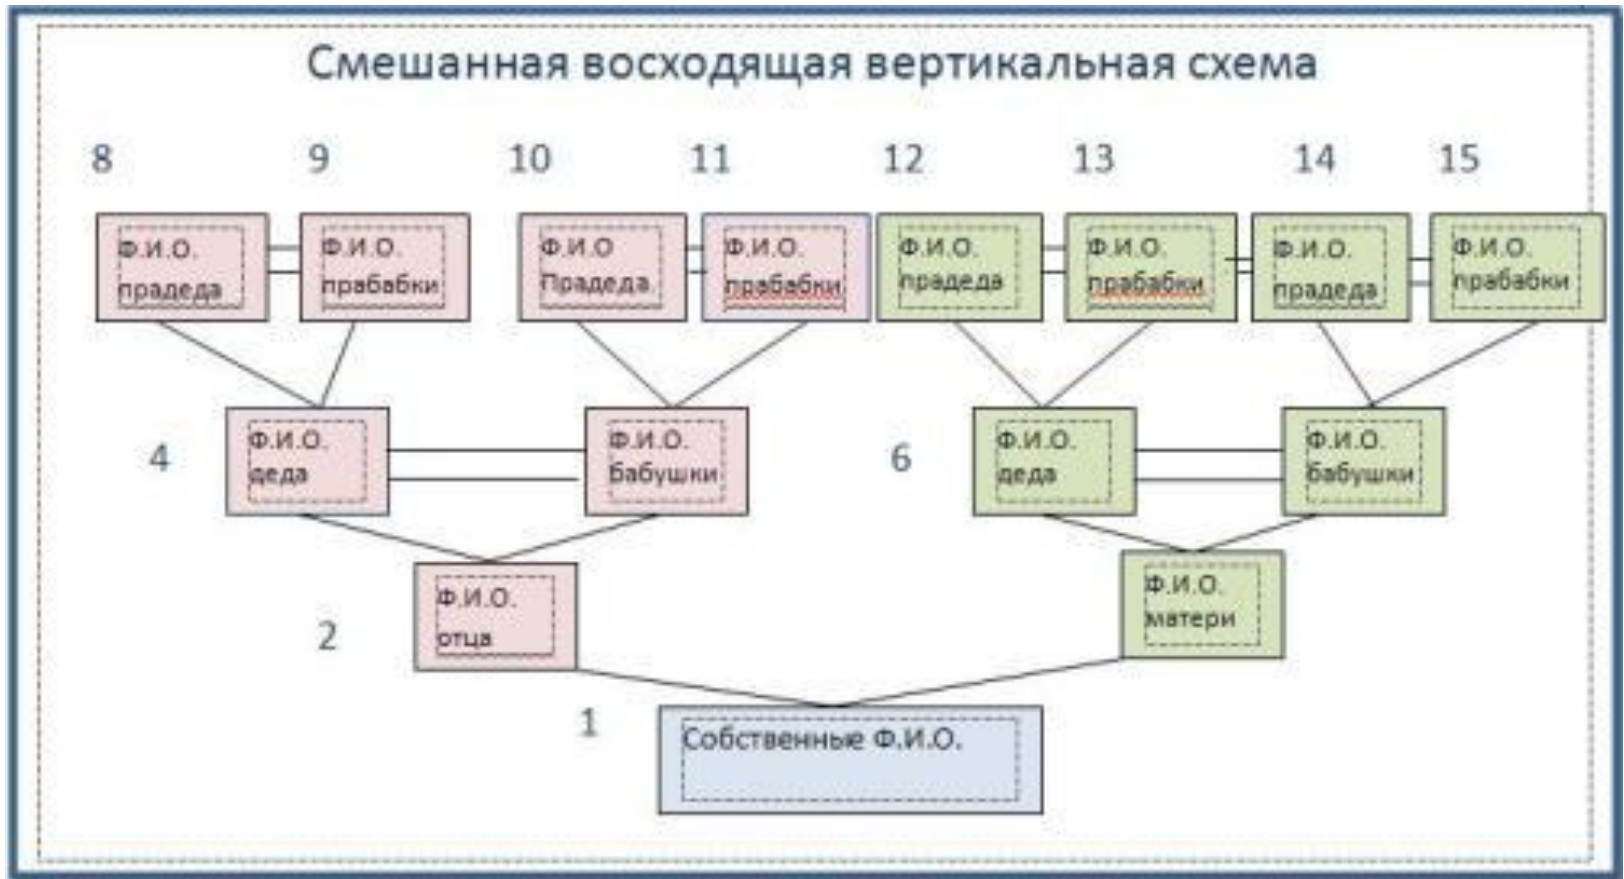 Смешанная восходящая вертикальная схема
8 9 10 11 12 13 14 15
Ф.И.О.
прадеда
Ф.И.О.
прабабки
Ф.И.О
Прадеда.
Ф.И.О.
прабабки
Ф.И.О.
прадеда
Ф.И.О.
прабабки
Ф.И.О.
прадеда
Ф.И.О.
прабабки
4
Ф.И.О.
деда
Ф.И.О.
бабушки
6
Ф.И.О.
деда
Ф.И.О.
бабушки
2
Ф.И.О.
отца
Ф.И.О.
матери
1
Собственные Ф.И.О.